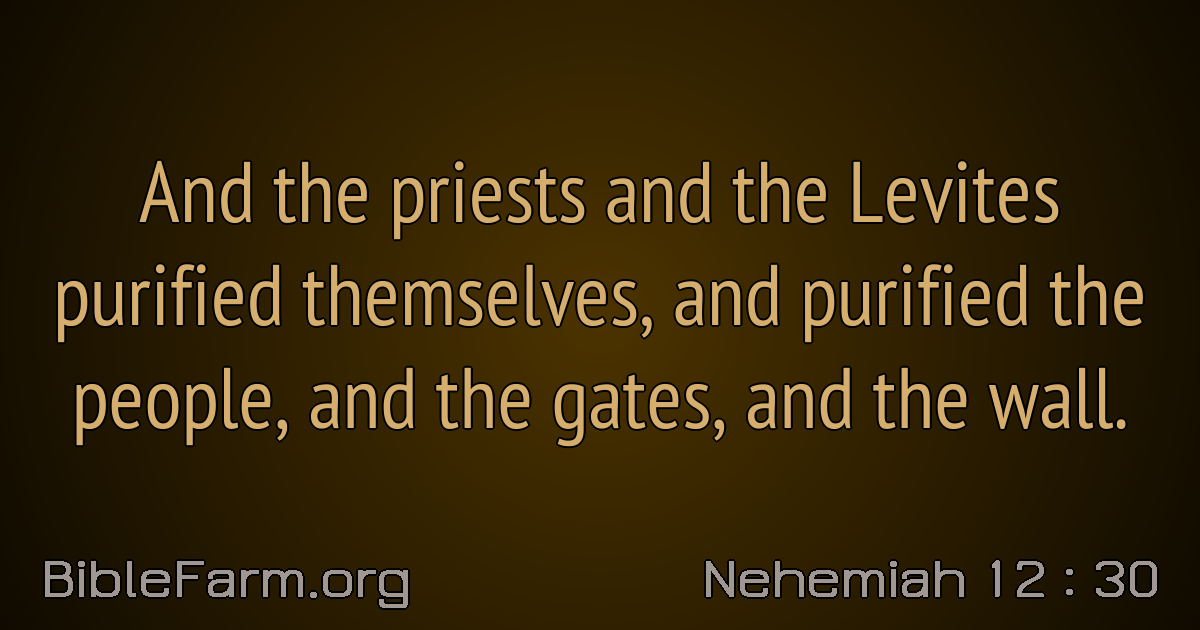 And the priests and the Levites
purified themselves, and purified the
people, and the gates, and the wall.
BibleFarm.org
Nehemiah 12 : 30